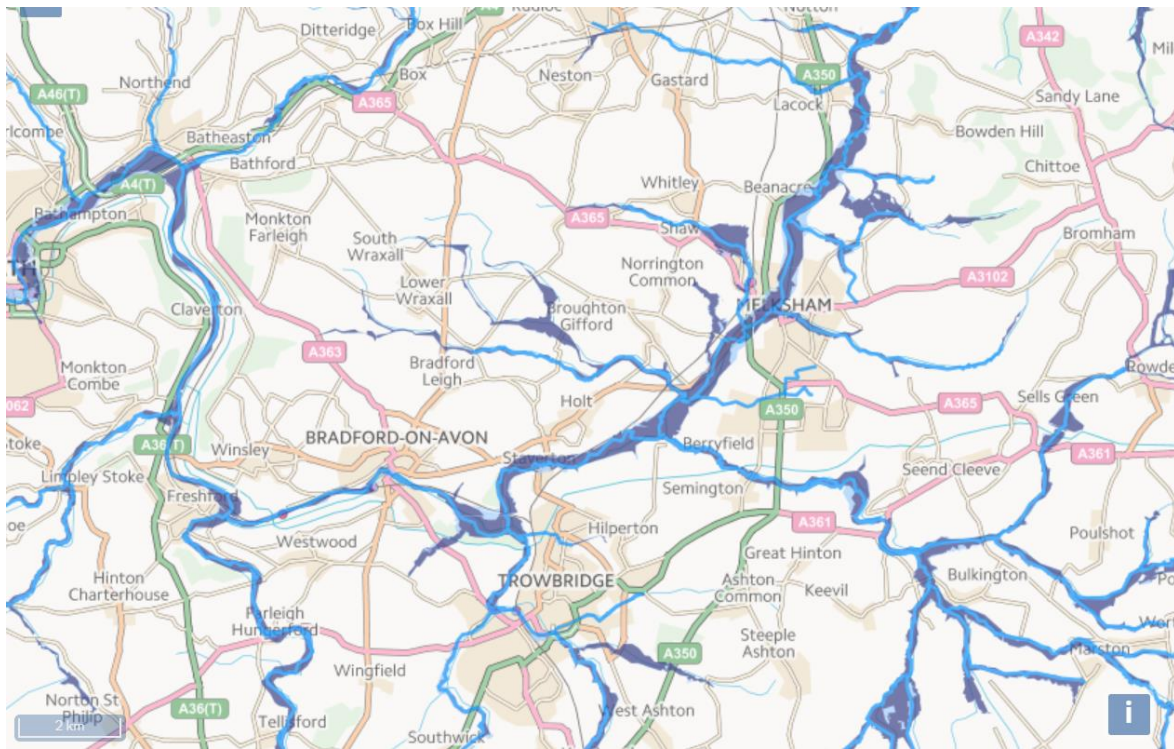 Rudloe
Notton
Ditteridge
Box Hill
A4
A342
Northend
Box
Neston
Gastard
A350
A46(T)
A365
Lacock
Sandy Lane
Batheaston
Bowden Hill
Bathford
Chittoe
A4(T)
Whitley
Beanacre
Bathampton
Monkton
Farleigh
A365
Shaw
South
Wraxall
Bromham
Norrington
Common
A3102
Lower
Wraxall
Claverton
Broughton
Gifford
MELKSHAM
A363
Monkton
Combe
Bradford
Leigh
Holt
Sells Green
A365
A350
BRADFORD-ON-AVON
A36(T)
Winsley
Staverton
Berryfield
A361
Limpley Stoke
Seend Cleeve
Freshford
Semington
A361
Westwood
Hilperton
Poulshot
Great Hinton
Hinton
Charterhouse
TROWBRIDGE
Ashton
Common
Keevil
Bulkington
Farleigh
Hungerford
Steeple
Ashton
Marston
A350
Wingfield
Norton St
Philip
A36(T)
West Ashton
Tellisford
2 km
i
Southwick